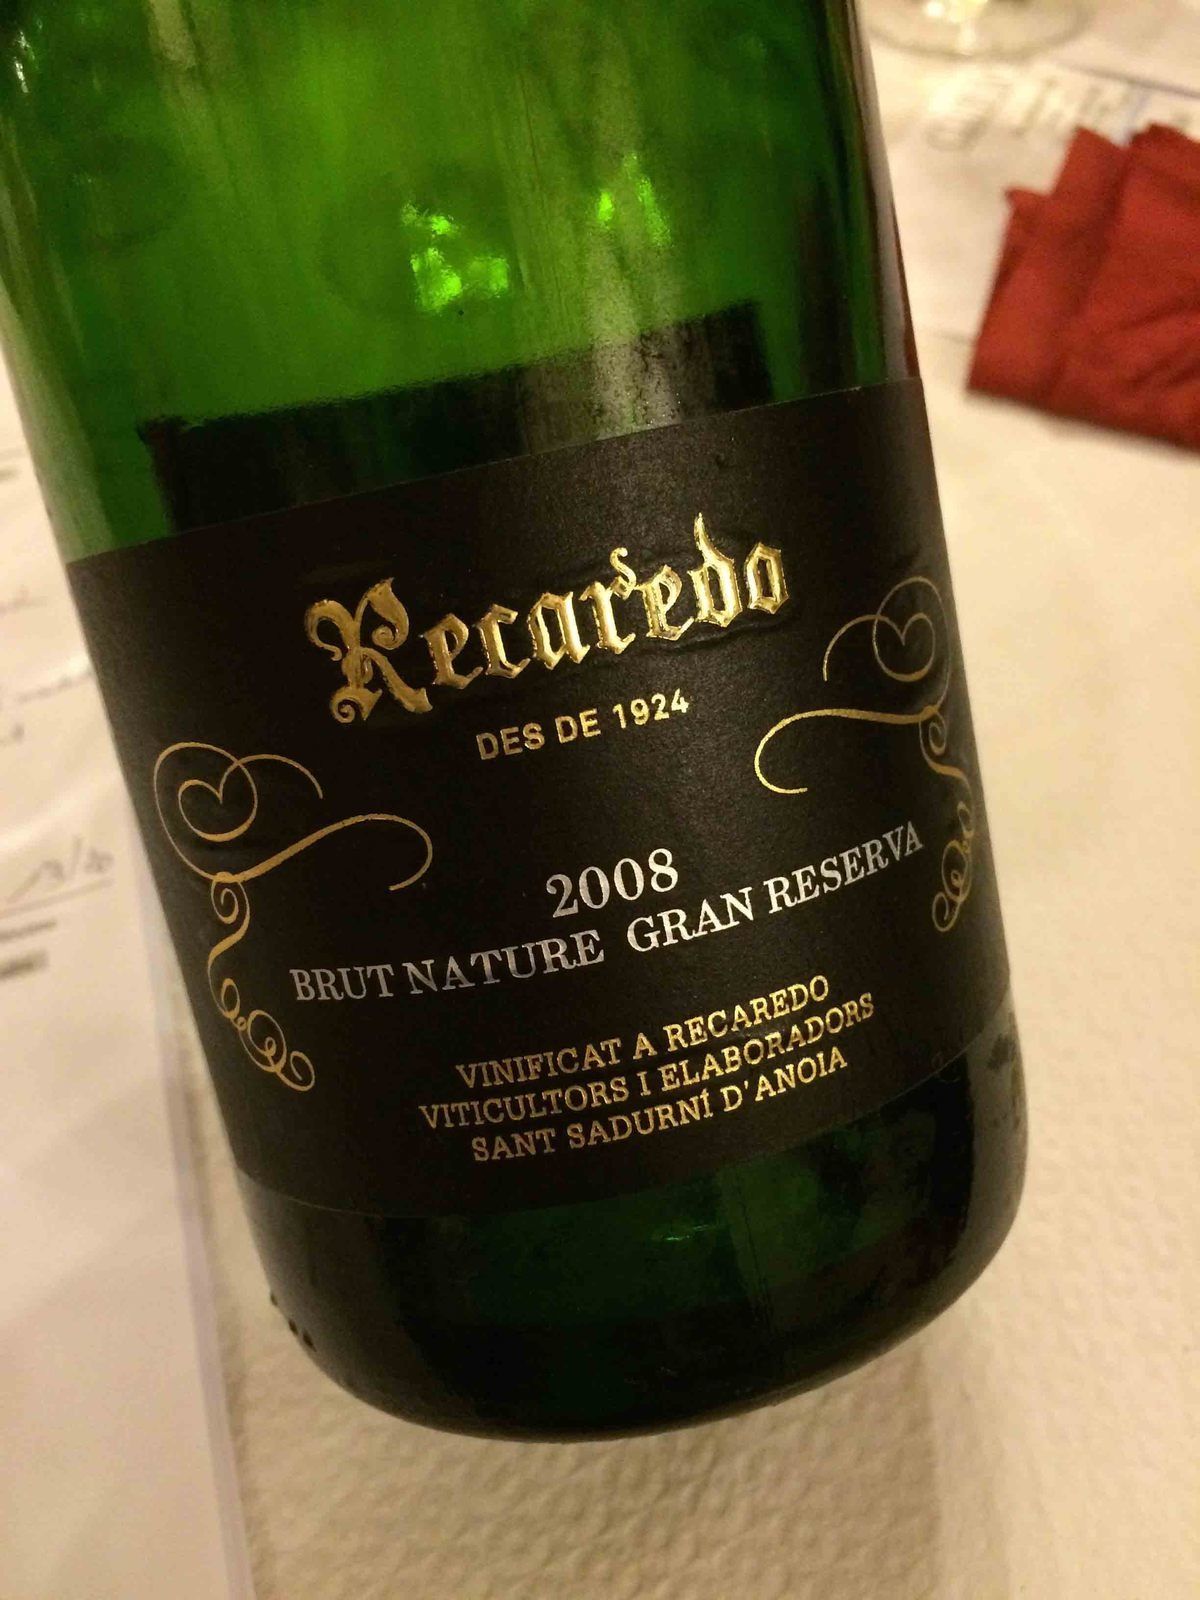 Recaredo
DES DE 1924
2008
BRUT NATURE GRAN RESERVA
VINIFICAT A RECAREDO
VITICULTORS I ELABORADORS
SANT SADURNÍ D'ANOIA